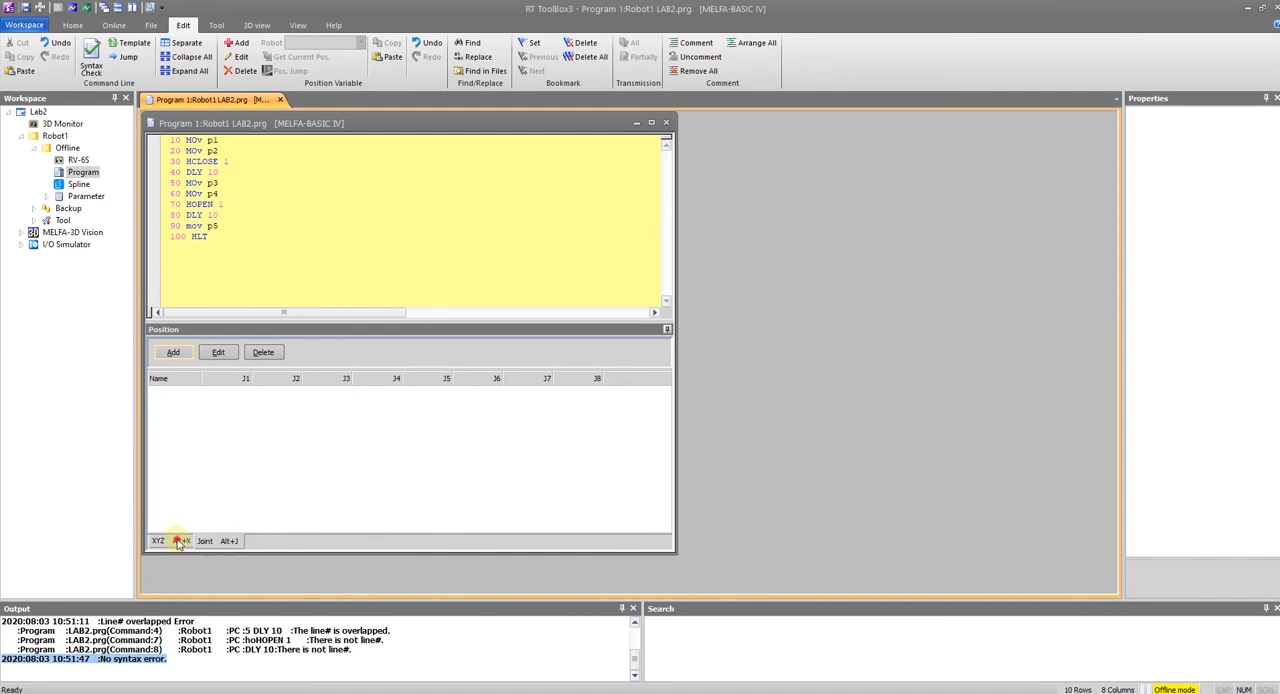 RT ToolBox3 - Program 1:Robot1 LAB2.prg [MELFA-BASIC IV]
Workspace Home Online File Edit Tool 3D view View Help
Cut Undo Template Separate Add Robot Copy Undo Find Set Delete All Comment Arrange All
Copy Redo Jump Collapse All Edit Get Current Pos. Paste Redo Replace Previous Delete All Partially Uncomment
Paste Syntax Check Expand All Delete Pos. Jump Find in Files Next Remove All
Command Line Position Variable Find/Replace Bookmark Transmission Comment
Workspace
Program 1:Robot1 LAB2.prg [M...
Properties
Lab2
3D Monitor
Robot1
Offline
RV-6S
Program
Spline
Parameter
Backup
Tool
MELFA-3D Vision
I/O Simulator
Program 1:Robot1 LAB2.prg [MELFA-BASIC IV]
10 MOv p1
20 MOv p2
30 HCLOSE 1
40 DLY 10
50 MOv p3
60 MOv p4
70 HOPEN 1
80 DLY 10
90 mov p5
100 HLT
Position
Add Edit Delete
Name J1 J2 J3 J4 J5 J6 J7 J8
XYZ Joint Alt+J
Output
2020:08:03 10:51:11 :Line# overlapped Error
:Program :LAB2.prg(Command:4) :Robot1 :PC :5 DLY 10 :The line# is overlapped.
:Program :LAB2.prg(Command:7) :Robot1 :PC :hoHOPEN 1 :There is not line#.
:Program :LAB2.prg(Command:8) :Robot1 :PC :DLY 10:There is not line#.
2020:08:03 10:51:47 :No syntax error.
Search
Ready Offline mode 10 Rows 8 Columns CAP NUM SCRL